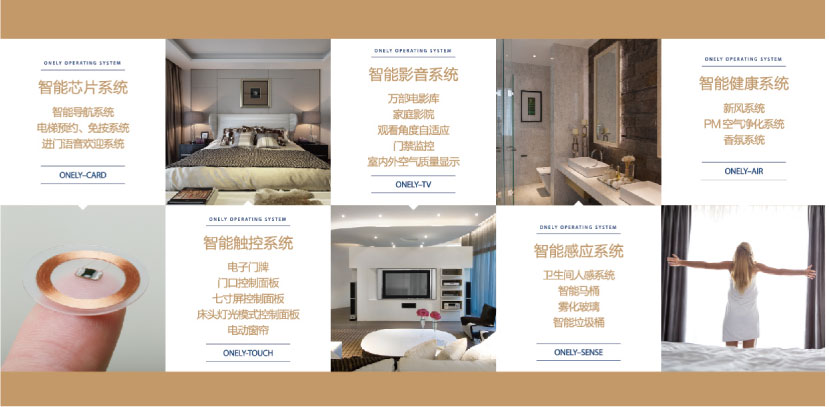 ONELY OPERATING SYSTEM
智能芯片系统
智能导航系统
电梯预约、免按系统
进门语音欢迎系统
ONELY-CARD
ONELY OPERATING SYSTEM
智能影音系统
万部电影库
家庭影院
观看角度自适应
门禁监控
室内外空气质量显示
ONELY-TV
ONELY OPERATING SYSTEM
智能健康系统
新风系统
PM 空气净化系统
香氛系统
ONELY-AIR
ONELY OPERATING SYSTEM
智能触控系统
电子门牌
门口控制面板
七寸屏控制面板
床头灯光模式控制面板
电动窗帘
ONELY-TOUCH
ONELY OPERATING SYSTEM
智能感应系统
卫生间人感系统
智能马桶
雾化玻璃
智能垃圾桶
ONELY-SENSE